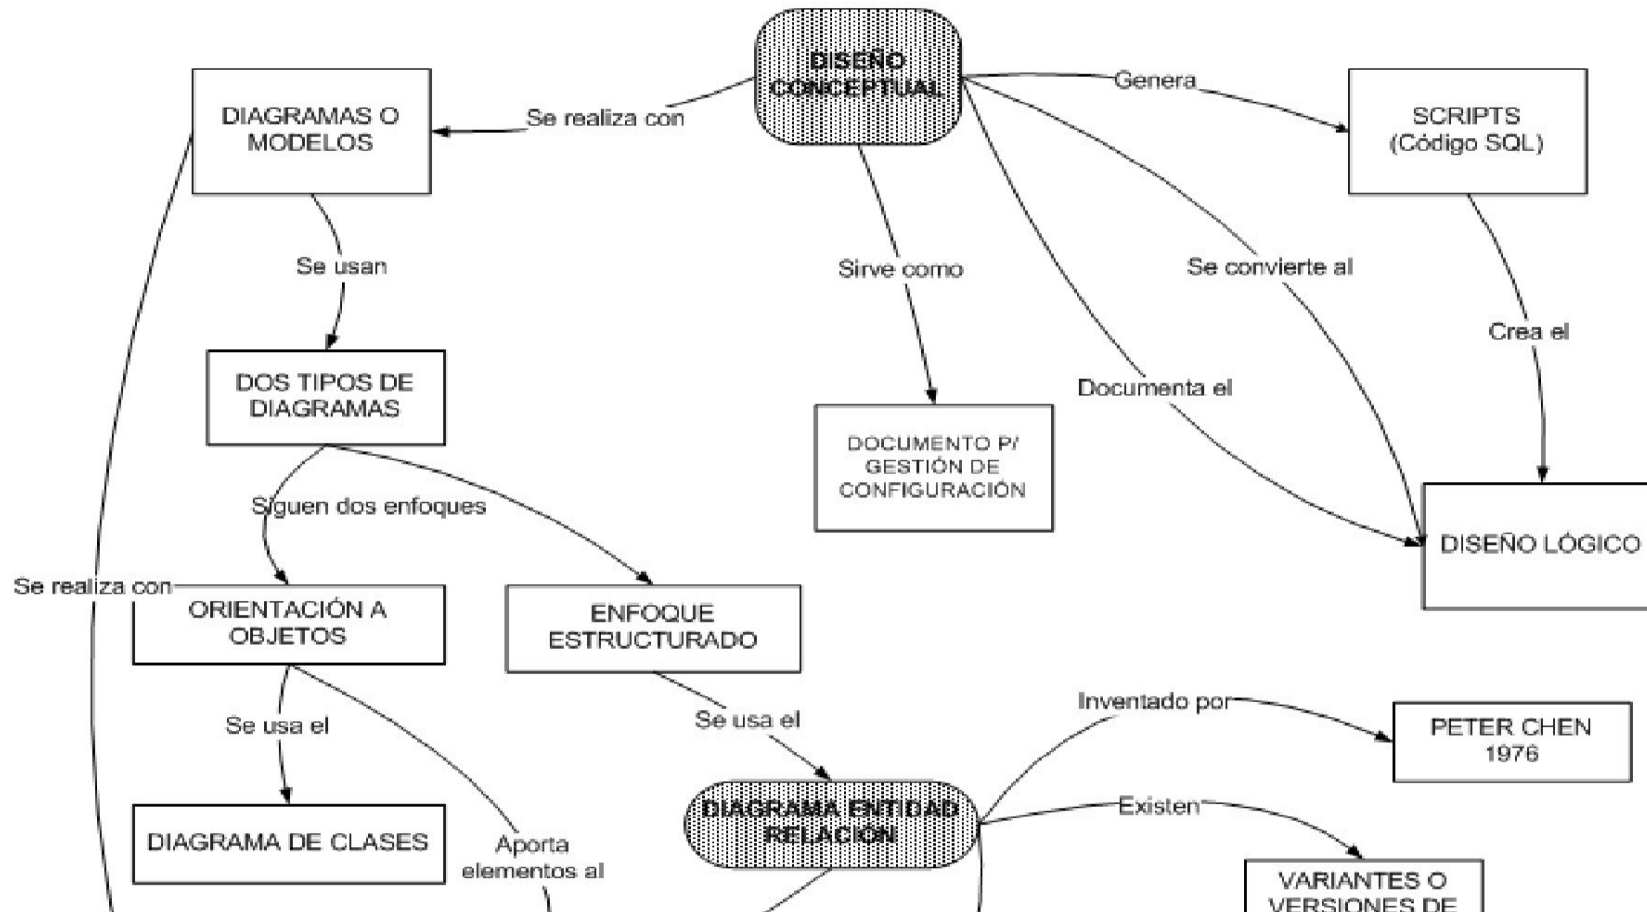 DISEÑO
CONCEPTUAL
Genera
DIAGRAMAS O
MODELOS
Se realiza con
SCRIPTS
(Código SQL)
Se usan
Sirve como
Se convierte al
Crea el
DOS TIPOS DE
DIAGRAMAS
Documenta el
DOCUMENTO P/
GESTIÓN DE
CONFIGURACIÓN
Siguen dos enfoques
DISEÑO LÓGICO
Se realiza con
ORIENTACIÓN A
OBJETOS
ENFOQUE
ESTRUCTURADO
Se usa el
Se usa el
Inventado por
PETER CHEN
1976
DIAGRAMA ENTIDAD
RELACIÓN
Existen
DIAGRAMA DE CLASES
Aporta
elementos al
VARIANTES O
VERSIONES DE